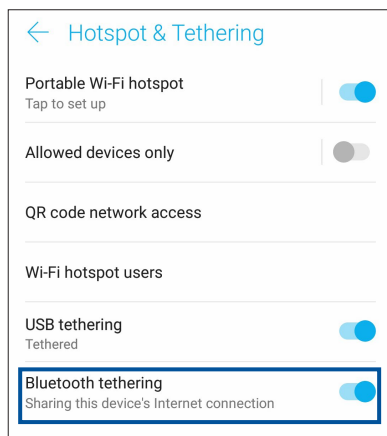 Hotspot & Tethering
Portable Wi-Fi hotspot
Tap to set up
Allowed devices only
QR code network access
Wi-Fi hotspot users
USB tethering
Tethered
Bluetooth tethering
Sharing this device's Internet connection